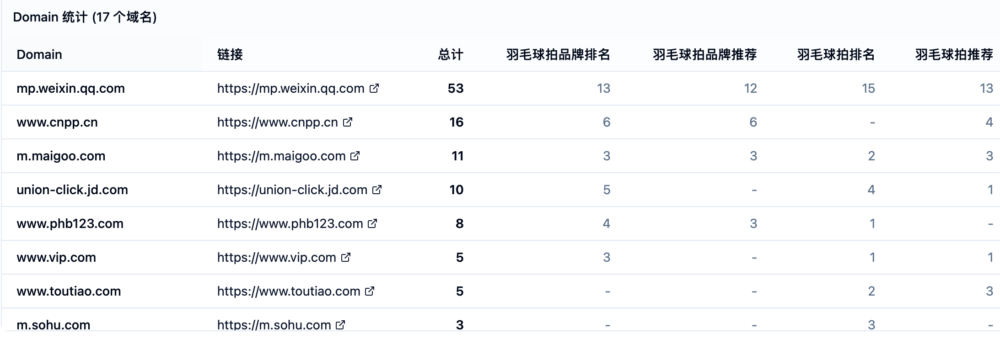 Domain 统计 (17 个域名)
Domain 链接 总计 羽毛球拍品牌排名 羽毛球拍品牌推荐 羽毛球拍排名 羽毛球拍推荐
mp.weixin.qq.com https://mp.weixin.qq.com 53 13 12 15 13
www.cnpp.cn https://www.cnpp.cn 16 6 6 - 4
m.maigoo.com https://m.maigoo.com 11 3 3 2 3
union-click.jd.com https://union-click.jd.com 10 5 - 4 1
www.phb123.com https://www.phb123.com 8 4 3 1 -
www.vip.com https://www.vip.com 5 3 - 1 1
www.toutiao.com https://www.toutiao.com 5 - - 2 3
m.sohu.com https://m.sohu.com 3 - - 3 -